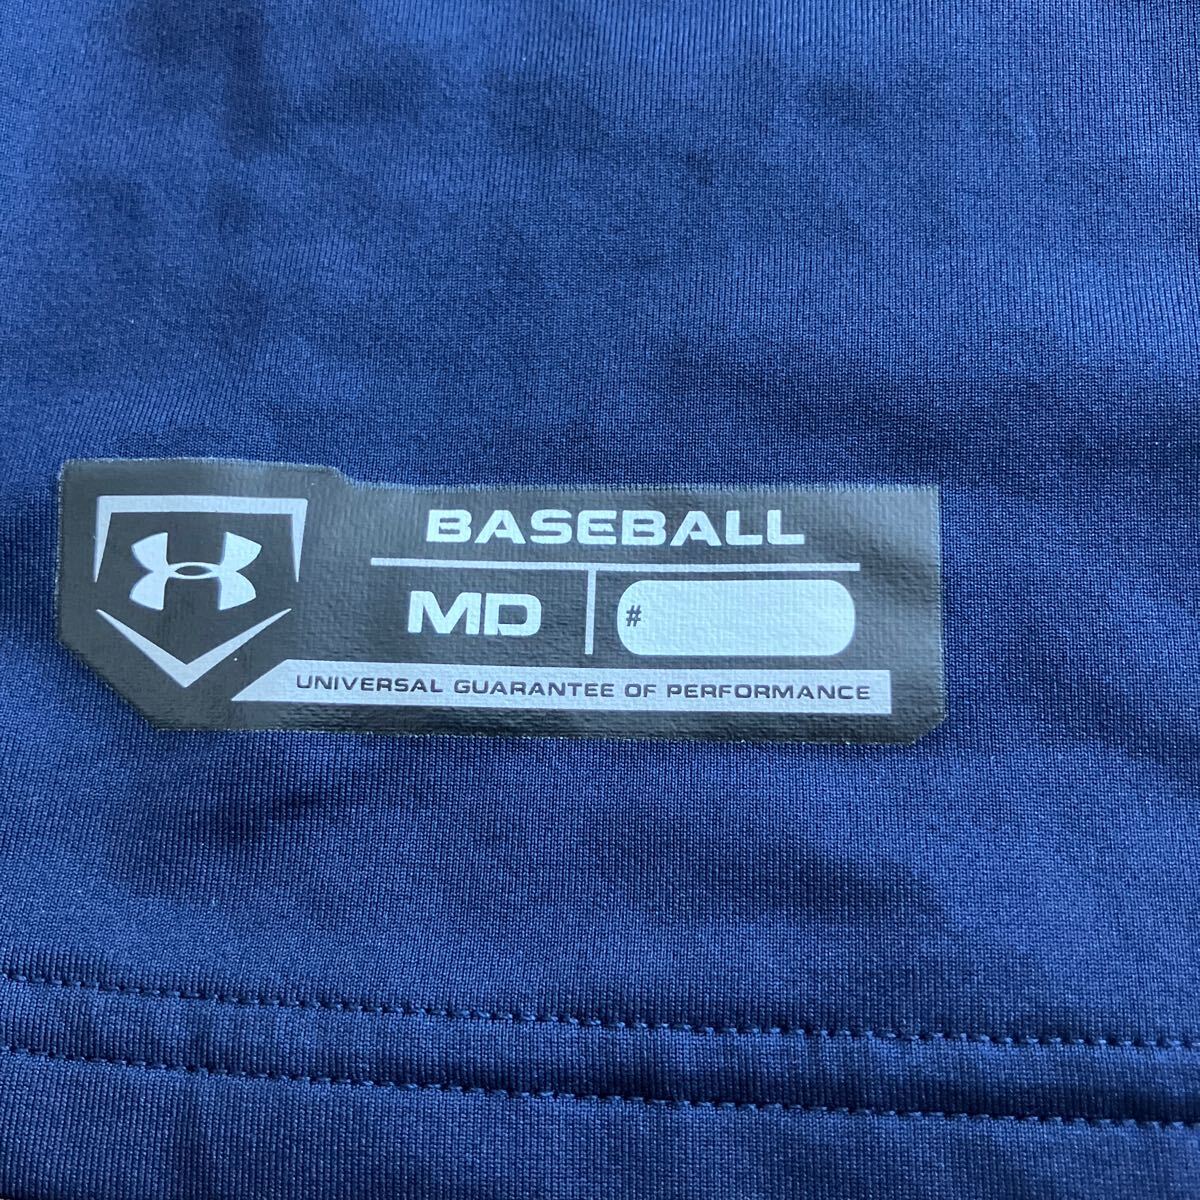 BASEBALL
MD
#
UNIVERSAL GUARANTEE OF PERFORMANCE